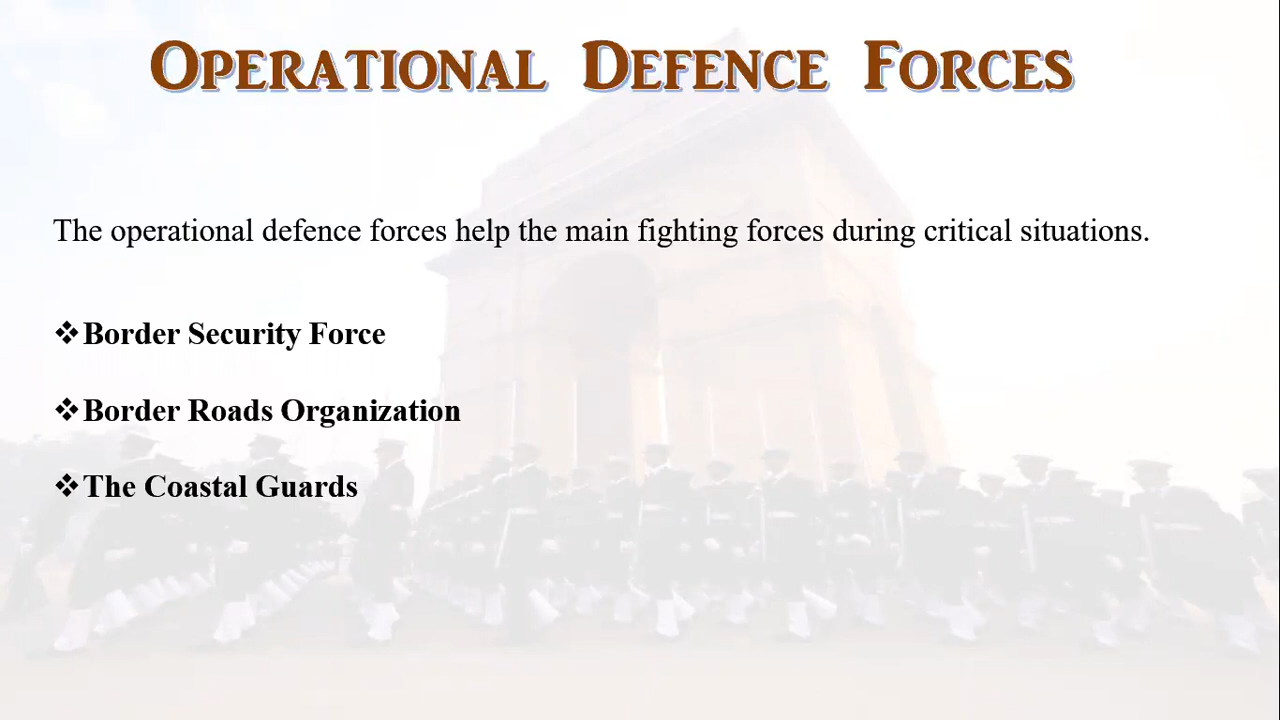 Operational Defence Forces
The operational defence forces help the main fighting forces during critical situations.
❖Border Security Force
❖Border Roads Organization
❖The Coastal Guards